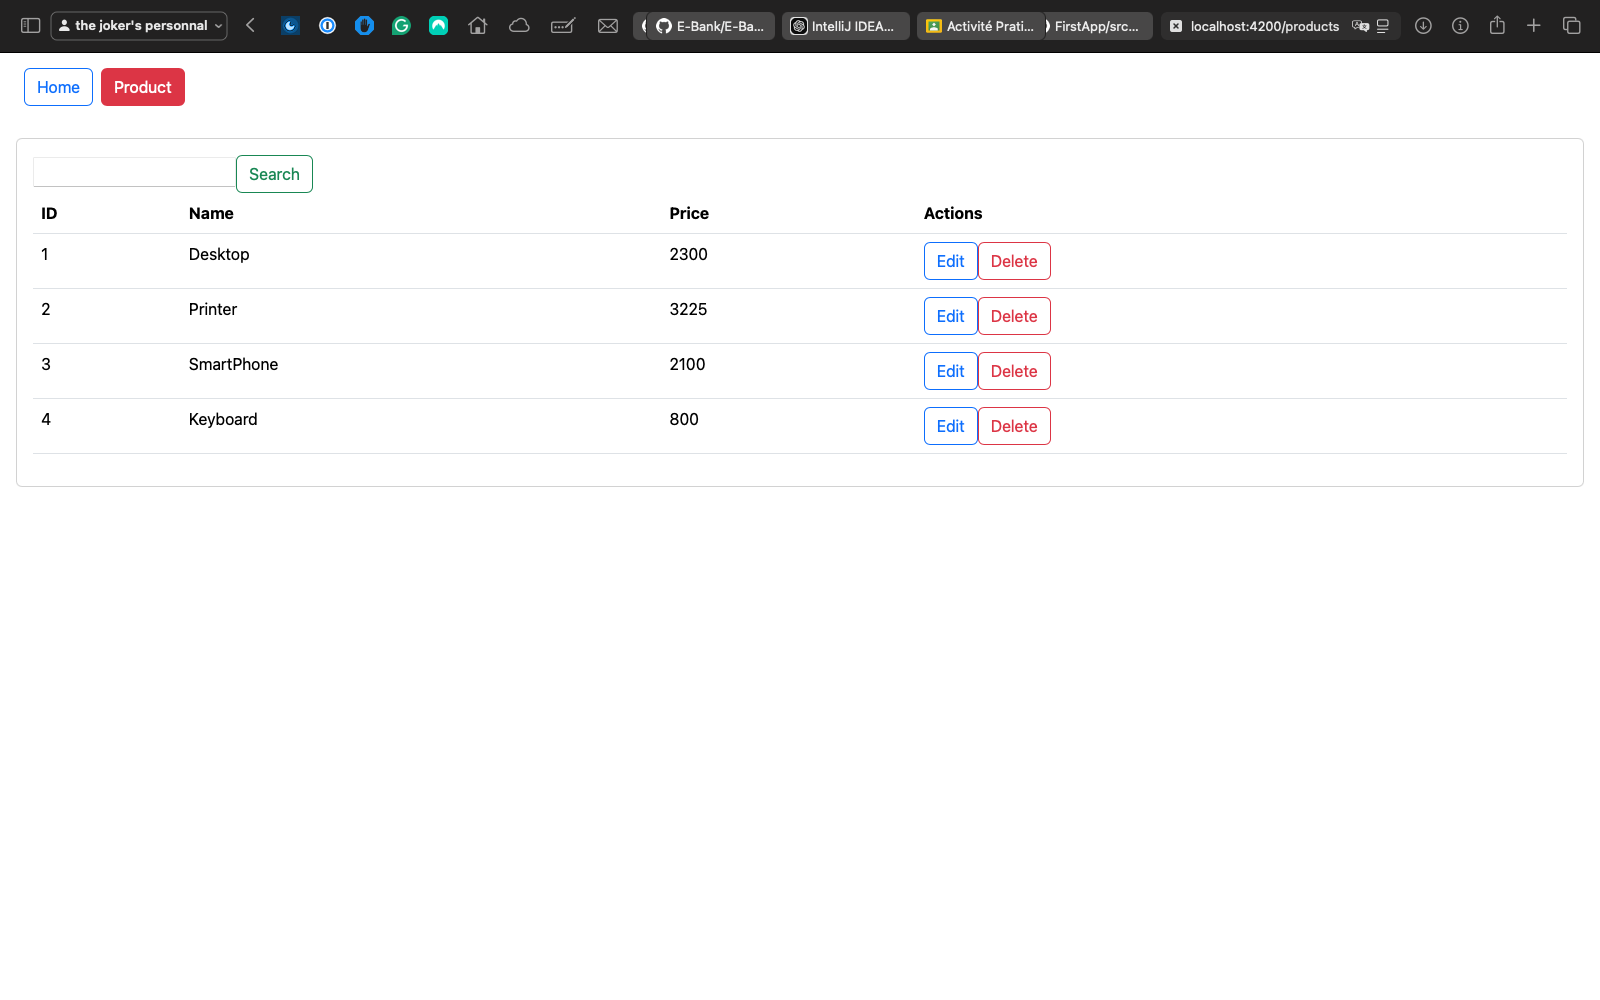 the joker's personnal
E-Bank/E-Ba... IntelliJ IDEA... Activité Prati... FirstApp/src... localhost:4200/products
Home Product
Search
ID Name Price Actions
1 Desktop 2300 Edit Delete
2 Printer 3225 Edit Delete
3 SmartPhone 2100 Edit Delete
4 Keyboard 800 Edit Delete